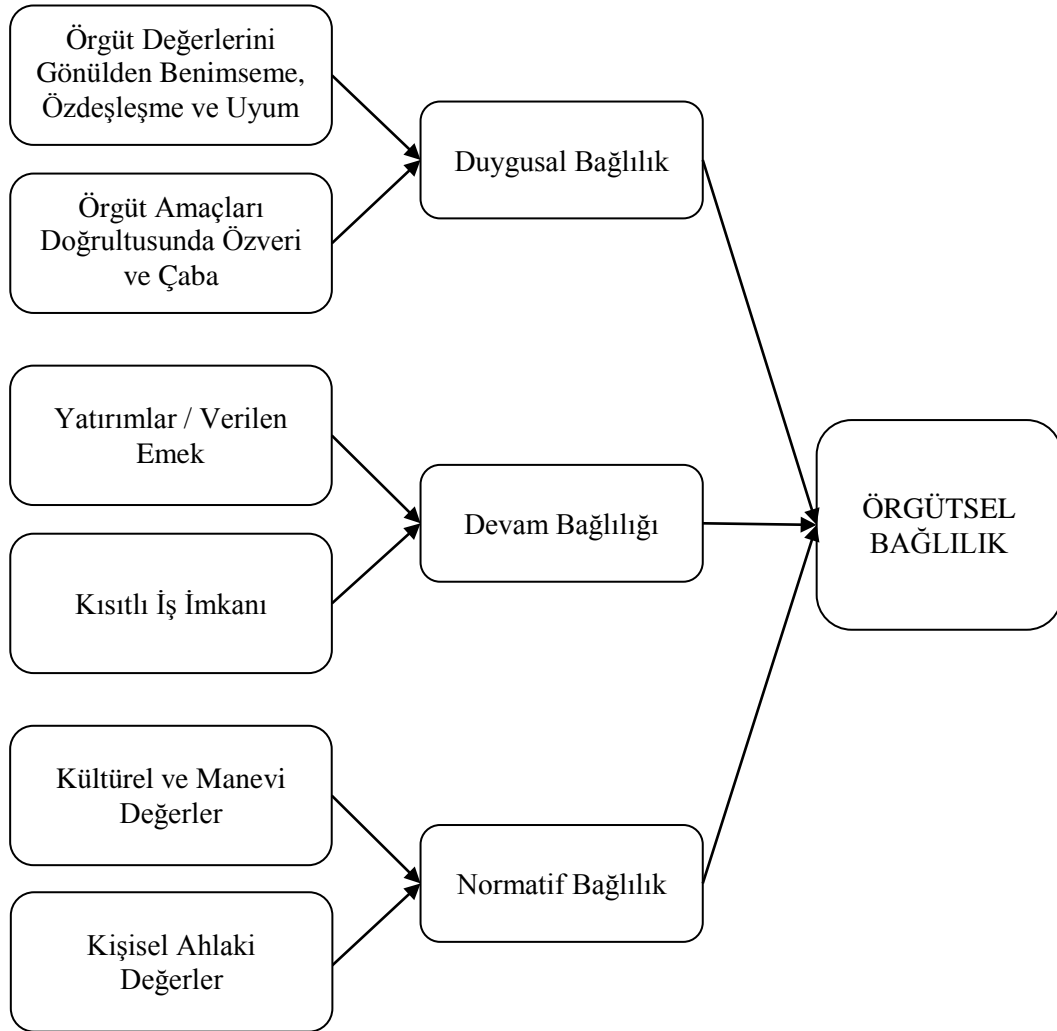 Örgüt Değerlerini
Gönülden Benimseme,
Özdeşleşme ve Uyum
Örgüt Amaçları
Doğrultusunda Özveri
ve Çaba
Duygusal Bağlılık
Yatırımlar / Verilen
Emek
Kısıtlı İş İmkanı
Devam Bağlılığı
Kültürel ve Manevi
Değerler
Kişisel Ahlaki
Değerler
Normatif Bağlılık
ÖRGÜTSEL
BAĞLILIK